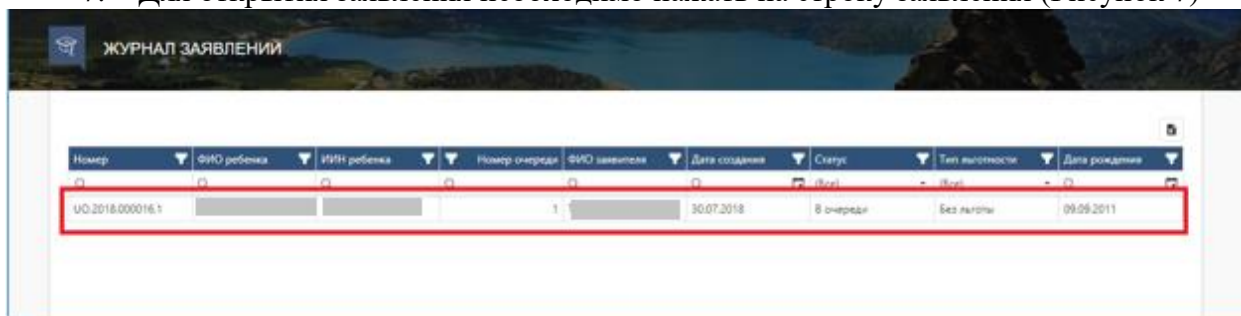 ЖУРНАЛ ЗАЯВЛЕНИЙ
Номер ФИО ребенка ИИН ребенка Номер очереди ФИО заявителя Дата создания Статус Тип льготности Дата рождения
(Все) (Все)
UO.2018.000016.1 1 30.07.2018 В очереди Без льготы 09.09.2011